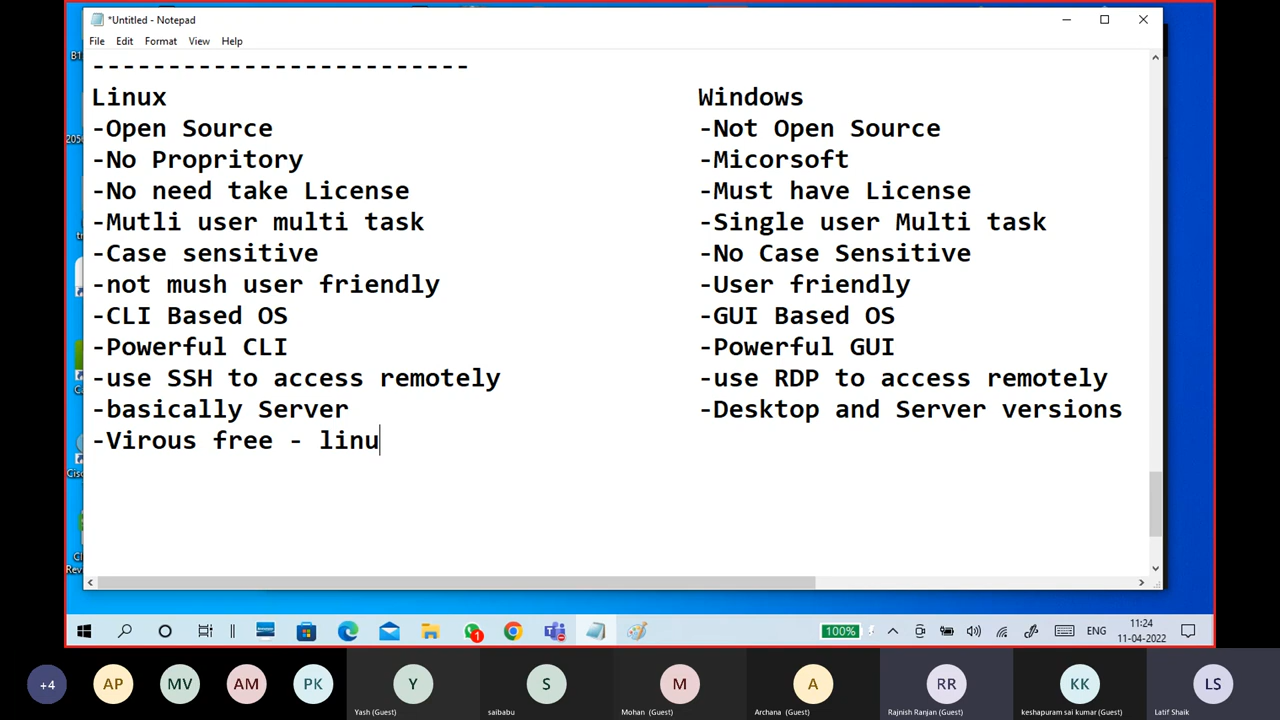 *Untitled - Notepad
File Edit Format View Help
--------------------------
Linux Windows
-Open Source -Not Open Source
-No Propritory -Micorsoft
-No need take License -Must have License
-Mutli user multi task -Single user Multi task
-Case sensitive -No Case Sensitive
-not mush user friendly -User friendly
-CLI Based OS -GUI Based OS
-Powerful CLI -Powerful GUI
-use SSH to access remotely -use RDP to access remotely
-basically Server -Desktop and Server versions
-Virous free - linu
100% ENG 11:24
11-04-2022
1
+4 AP MV AM PK Y S M A RR KK LS
Yash (Guest) saibabu Mohan (Guest) Archana (Guest) Rajnish Ranjan (Guest) keshapuram sai kumar (Guest) Latif Shaik